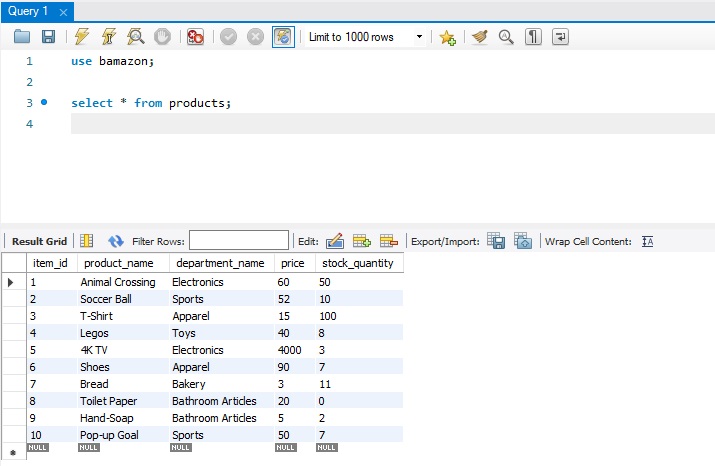 Query 1
Limit to 1000 rows
1 use bamazon;
2
3 select * from products;
4
Result Grid Filter Rows: Edit: Export/Import: Wrap Cell Content:
item_id product_name department_name price stock_quantity
1 Animal Crossing Electronics 60 50
2 Soccer Ball Sports 52 10
3 T-Shirt Apparel 15 100
4 Legos Toys 40 8
5 4K TV Electronics 4000 3
6 Shoes Apparel 90 7
7 Bread Bakery 3 11
8 Toilet Paper Bathroom Articles 20 0
9 Hand-Soap Bathroom Articles 5 2
10 Pop-up Goal Sports 50 7
NULL NULL NULL NULL NULL